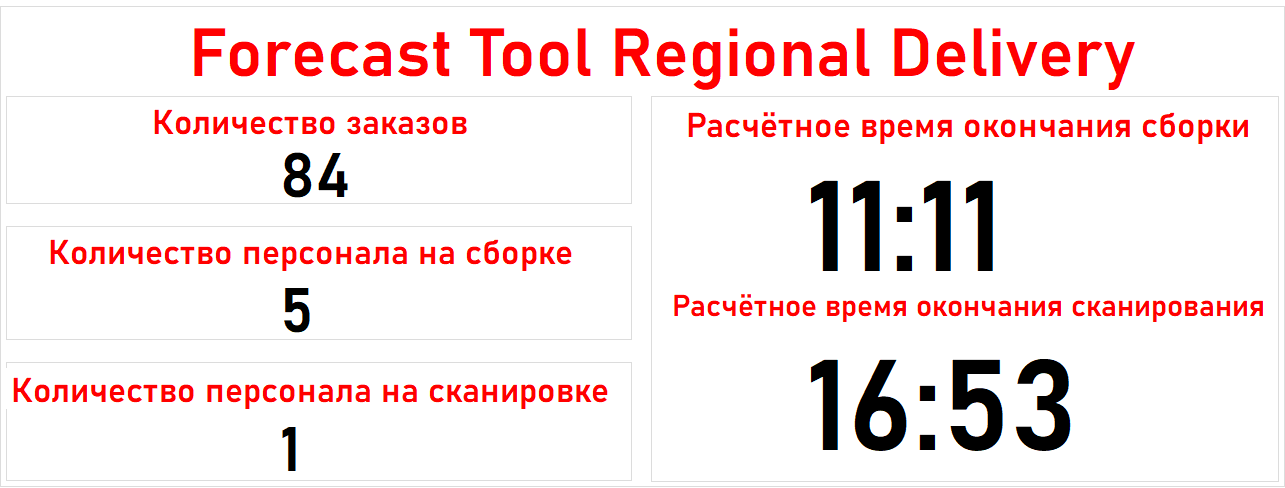 Forecast Tool Regional Delivery
Количество заказов
84
Количество персонала на сборке
5
Количество персонала на сканировке
1
Расчётное время окончания сборки
11:11
Расчётное время окончания сканирования
16:53